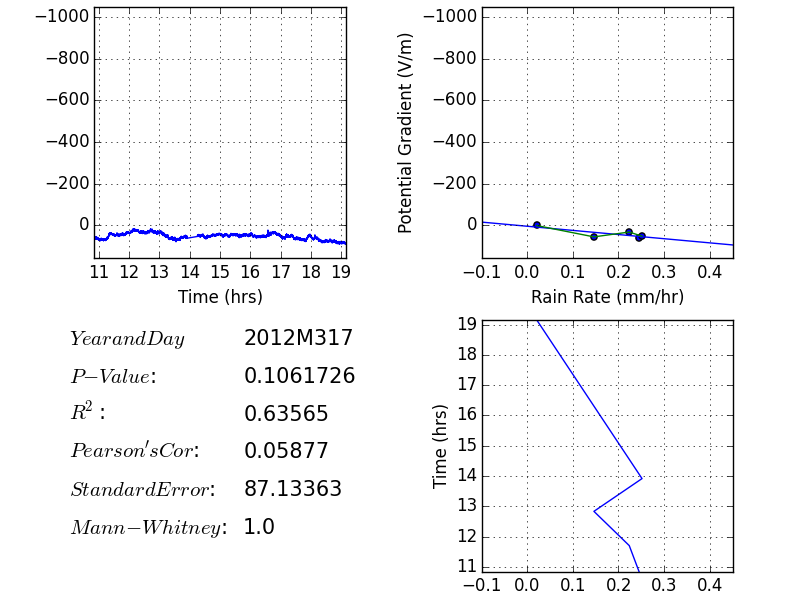 −1000
−800
−600
−400
−200
0
11 12 13 14 15 16 17 18 19
Time (hrs)
Potential Gradient (V/m)
−1000
−800
−600
−400
−200
0
−0.1 0.0 0.1 0.2 0.3 0.4
Rain Rate (mm/hr)
YearandDay 2012M317
P−Value: 0.1061726
R²: 0.63565
Pearson'sCor: 0.05877
StandardError: 87.13363
Mann−Whitney: 1.0
Time (hrs)
19
18
17
16
15
14
13
12
11
−0.1 0.0 0.1 0.2 0.3 0.4